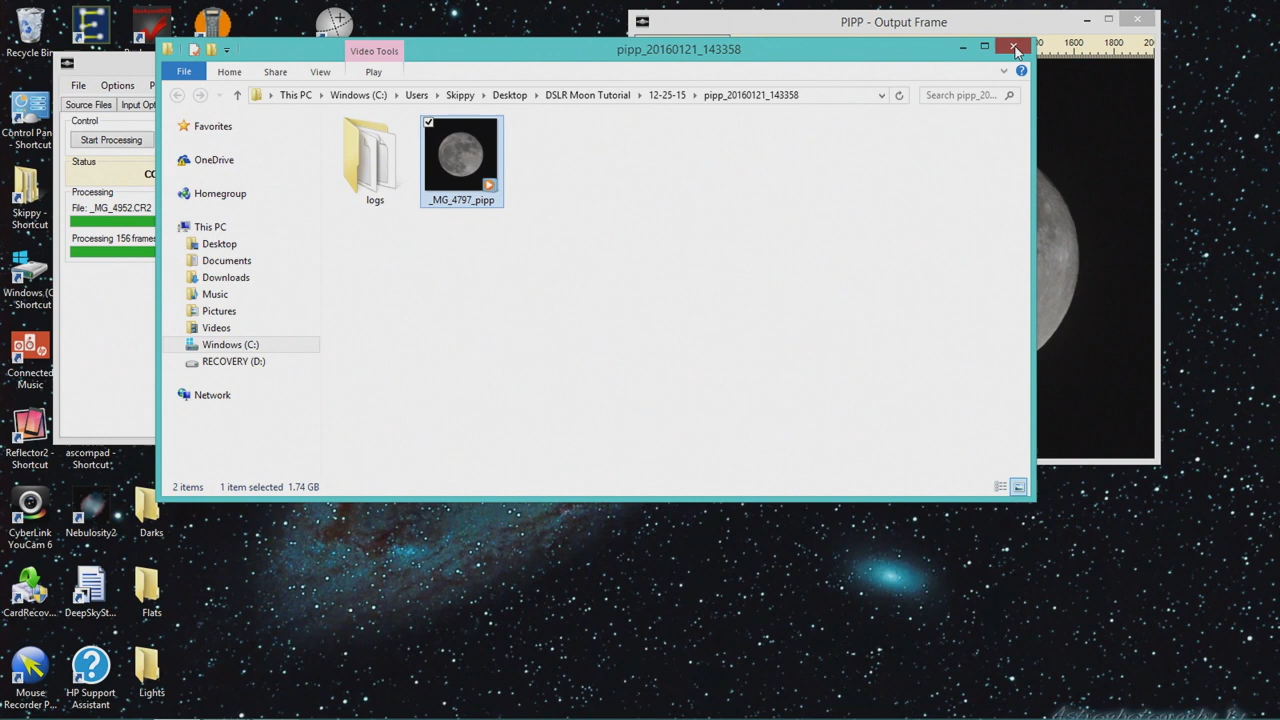 PIPP - Output Frame
1600
1800
Video Tools
pipp_20160121_143358
File
Home
Share
View
Play
This PC
Windows (C:)
Users
Skippy
Desktop
DSLR Moon Tutorial
12-25-15
pipp_20160121_143358
Search pipp_20...
Favorites
OneDrive
Homegroup
This PC
Desktop
Documents
Downloads
Music
Pictures
Videos
Windows (C:)
RECOVERY (D:)
Network
logs
_MG_4797_pipp
2 items
1 item selected 1.74 GB
File
Options
Source Files
Input Opt
Control
Start Processing
Status
Processing
File: _MG_4952.CR2
Processing 156 frames
Recycle Bin
Control Pan...
- Shortcut
Skippy -
Shortcut
Windows (C)
- Shortcut
Connected
Music
Reflector2 -
Shortcut
ascompad -
Shortcut
CyberLink
YouCam 6
Nebulosity2
Darks
CardRecov...
DeepSkySt...
Flats
Mouse
Recorder P...
HP Support
Assistant
Lights